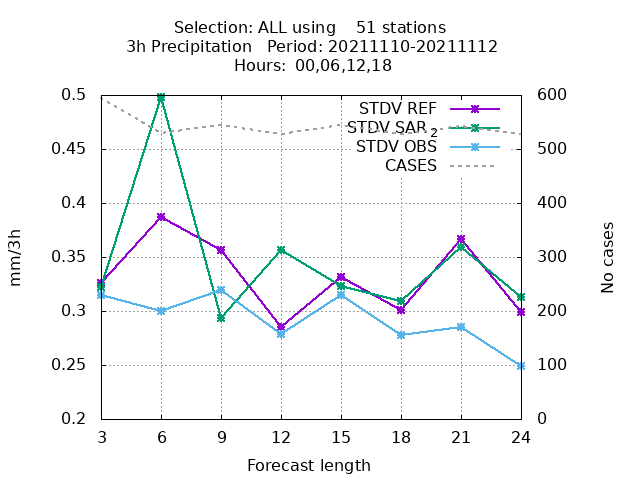 Selection: ALL using    51 stations
3h Precipitation   Period: 20211110-20211112
Hours:  00,06,12,18
STDV REF
STDV SAR 2
STDV OBS
CASES
0.5
0.45
0.4
0.35
0.3
0.25
0.2
600
500
400
300
200
100
0
mm/3h
No cases
3 6 9 12 15 18 21 24
Forecast length